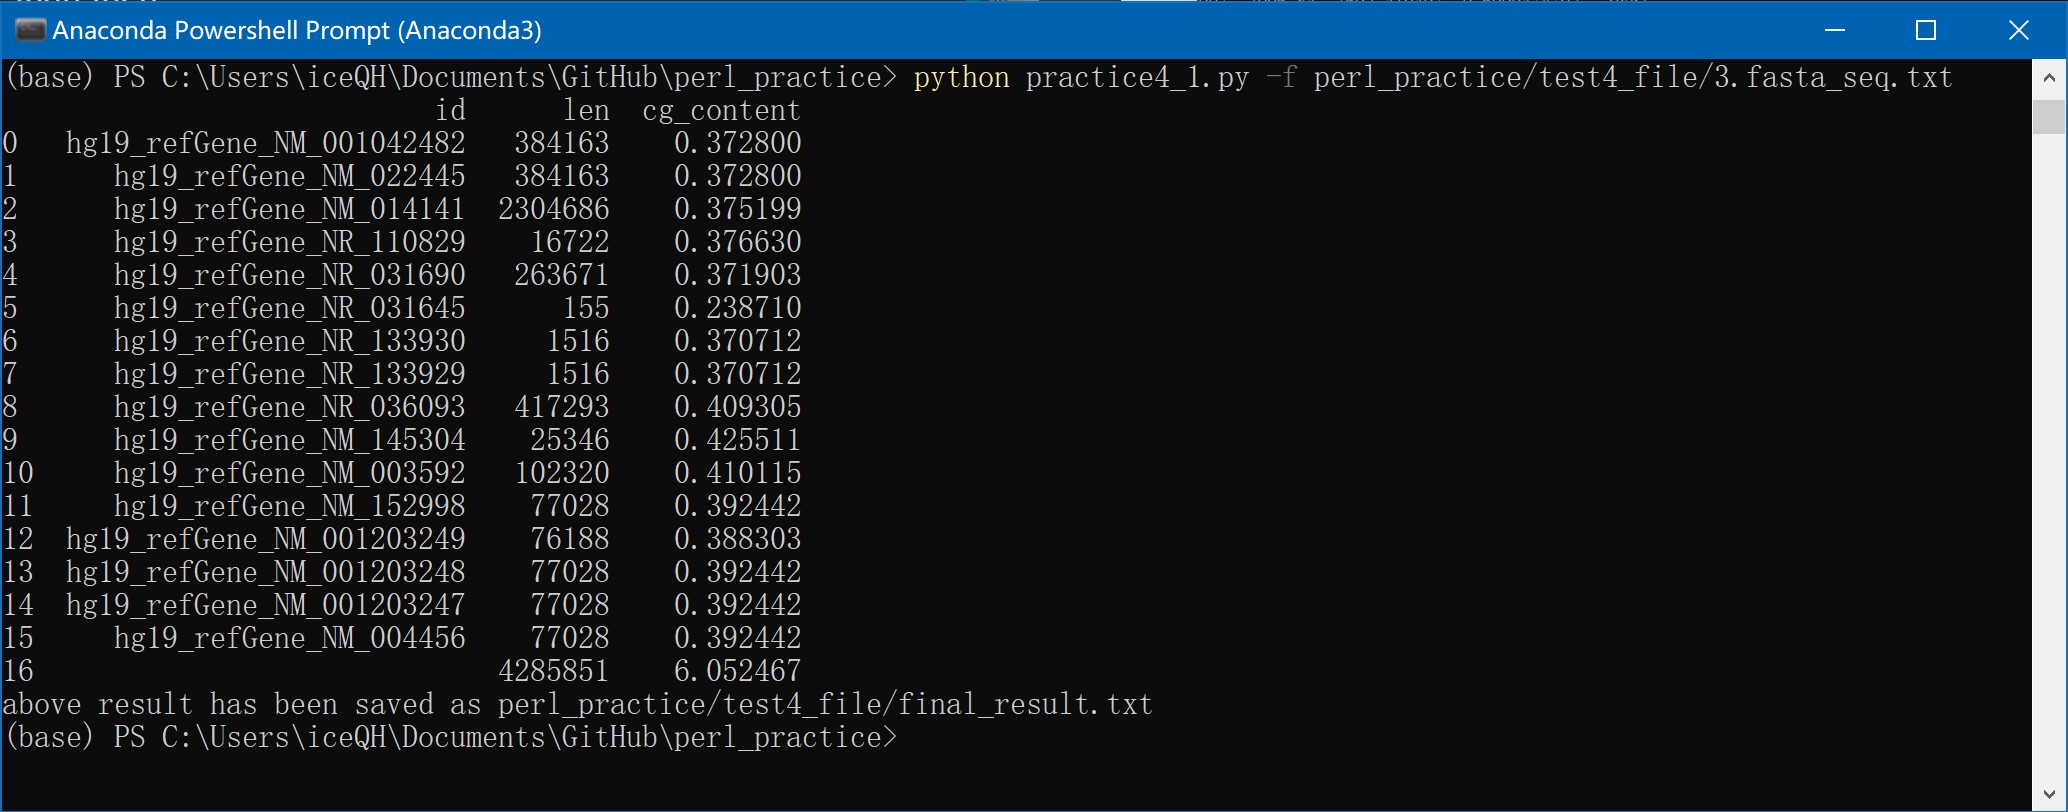 Anaconda Powershell Prompt (Anaconda3)
(base) PS C:\Users\iceQH\Documents\GitHub\perl_practice> python practice4_1.py -f perl_practice/test4_file/3.fasta_seq.txt
id len cg_content
0 hg19_refGene_NM_001042482 384163 0.372800
1 hg19_refGene_NM_022445 384163 0.372800
2 hg19_refGene_NM_014141 2304686 0.375199
3 hg19_refGene_NR_110829 16722 0.376630
4 hg19_refGene_NR_031690 263671 0.371903
5 hg19_refGene_NR_031645 155 0.238710
6 hg19_refGene_NR_133930 1516 0.370712
7 hg19_refGene_NR_133929 1516 0.370712
8 hg19_refGene_NR_036093 417293 0.409305
9 hg19_refGene_NM_145304 25346 0.425511
10 hg19_refGene_NM_003592 102320 0.410115
11 hg19_refGene_NM_152998 77028 0.392442
12 hg19_refGene_NM_001203249 76188 0.388303
13 hg19_refGene_NM_001203248 77028 0.392442
14 hg19_refGene_NM_001203247 77028 0.392442
15 hg19_refGene_NM_004456 77028 0.392442
16 4285851 6.052467
above result has been saved as perl_practice/test4_file/final_result.txt
(base) PS C:\Users\iceQH\Documents\GitHub\perl_practice>